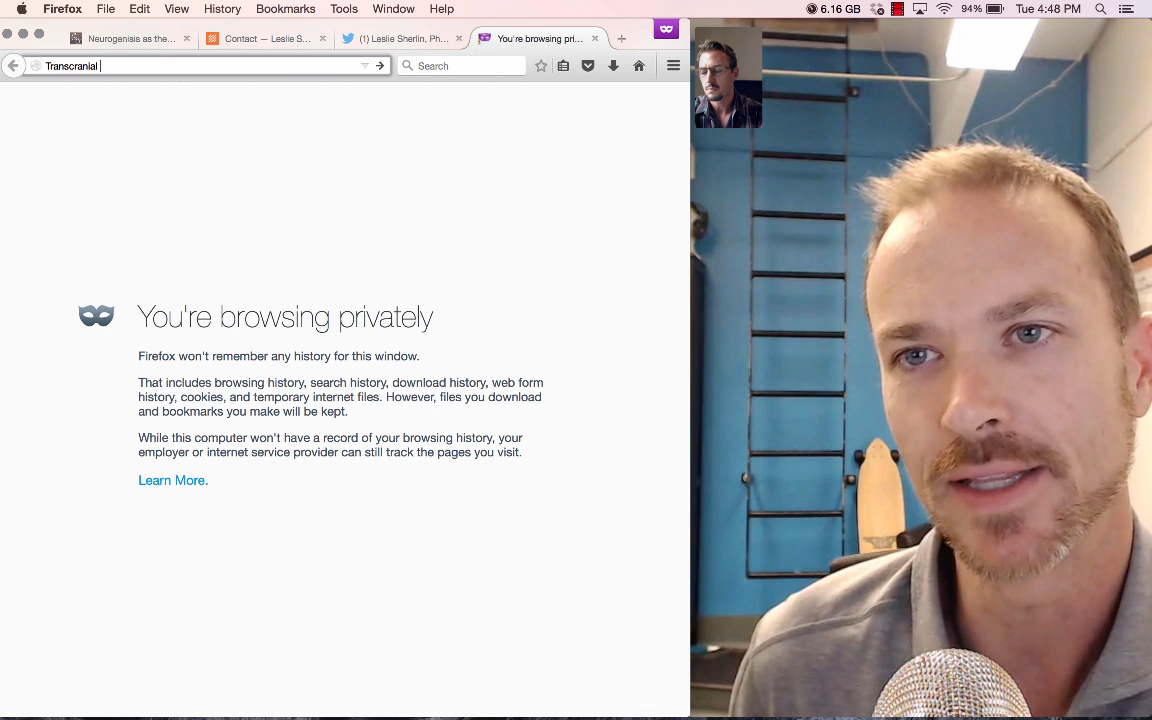 Firefox File Edit View History Bookmarks Tools Window Help 6.16 GB 94% Tue 4:48 PM
Neurogenisis as the... Contact — Leslie S... (1) Leslie Sherlin, Ph... You're browsing pri...
Transcranial Search
You're browsing privately
Firefox won't remember any history for this window.
That includes browsing history, search history, download history, web form
history, cookies, and temporary internet files. However, files you download
and bookmarks you make will be kept.
While this computer won't have a record of your browsing history, your
employer or internet service provider can still track the pages you visit.
Learn More.